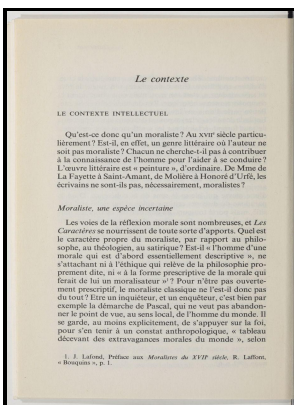 Le contexte
LE CONTEXTE INTELLECTUEL
Qu'est-ce donc qu'un moraliste ? Au XVIIe siècle particu-
lièrement ? Est-il, en effet, un genre littéraire où l'auteur ne
soit pas moraliste ? Chacun ne cherche-t-il pas à contribuer
à la connaissance de l'homme pour l'aider à se conduire ?
L'œuvre littéraire est « peinture », d'ordinaire. De Mme de
La Fayette à Saint-Amant, de Molière à Honoré d'Urfé, les
écrivains ne sont-ils pas, nécessairement, moralistes ?
Moraliste, une espèce incertaine
Les voies de la réflexion morale sont nombreuses, et Les
Caractères se nourrissent de toute sorte d'apports. Quel est
le caractère propre du moraliste, par rapport au philo-
sophe, au théologien, au satirique ? Est-il « l'homme d'une
morale qui est d'abord essentiellement descriptive », ne
s'attachant ni à l'éthique qui relève de la philosophie pro-
prement dite, ni « à la forme prescriptive de la morale qui
ferait de lui un moralisateur »¹ ? Pour n'être pas ouverte-
ment prescriptif, le moraliste classique ne l'est-il donc pas
du tout ? Etre un inquiéteur, et un enquêteur, c'est bien par
exemple la démarche de Pascal, qui ne veut pas abandon-
ner le point de vue, au sens local, de l'homme du monde. Il
se garde, au moins explicitement, de s'appuyer sur la foi,
pour s'en tenir à un constat anthropologique, « tableau
décevant des extravagances morales du monde », selon
1. J. Lafond, Préface aux Moralistes du XVIIe siècle, R. Laffont,
« Bouquins », p. 1.